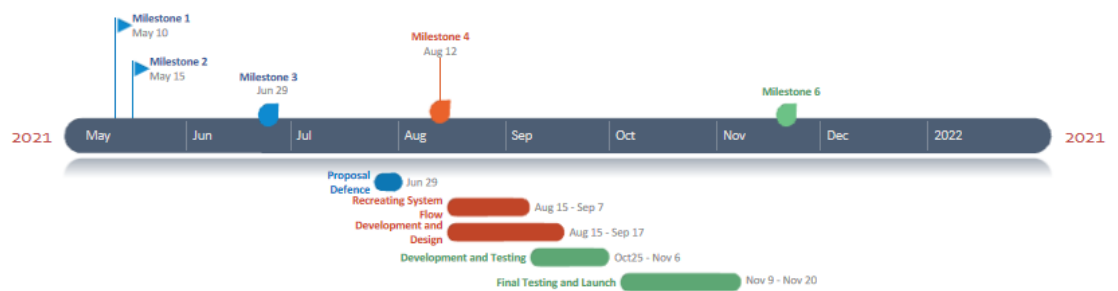 Milestone 1
May 10
Milestone 2
May 15
Milestone 3
Jun 29
Milestone 4
Aug 12
Milestone 6
2021
May
Jun
Jul
Aug
Sep
Oct
Nov
Dec
2022
2021
Proposal
Defence
Jun 29
Recreating System
Flow
Aug 15 - Sep 7
Development and
Design
Aug 15 - Sep 17
Development and Testing
Oct25 - Nov 6
Final Testing and Launch
Nov 9 - Nov 20